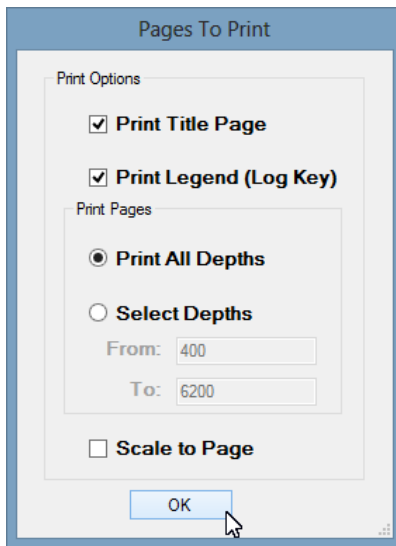 Pages To Print
Print Options
Print Title Page
Print Legend (Log Key)
Print Pages
Print All Depths
Select Depths
From: 400
To: 6200
Scale to Page
OK